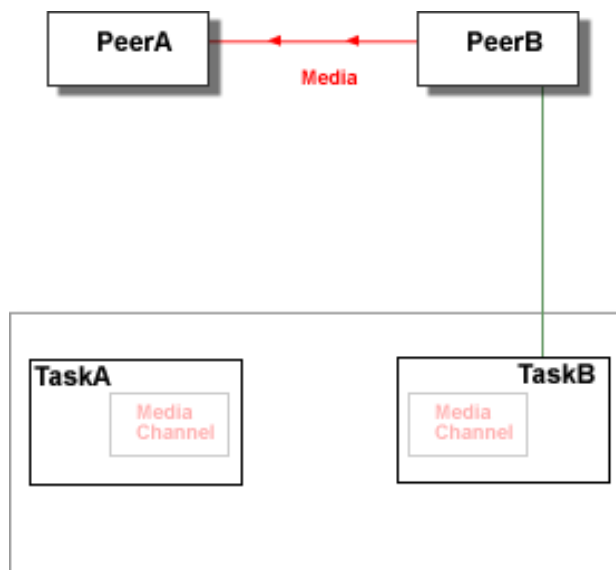 PeerA
PeerB
Media
TaskA
TaskB
Media
Channel
Media
Channel